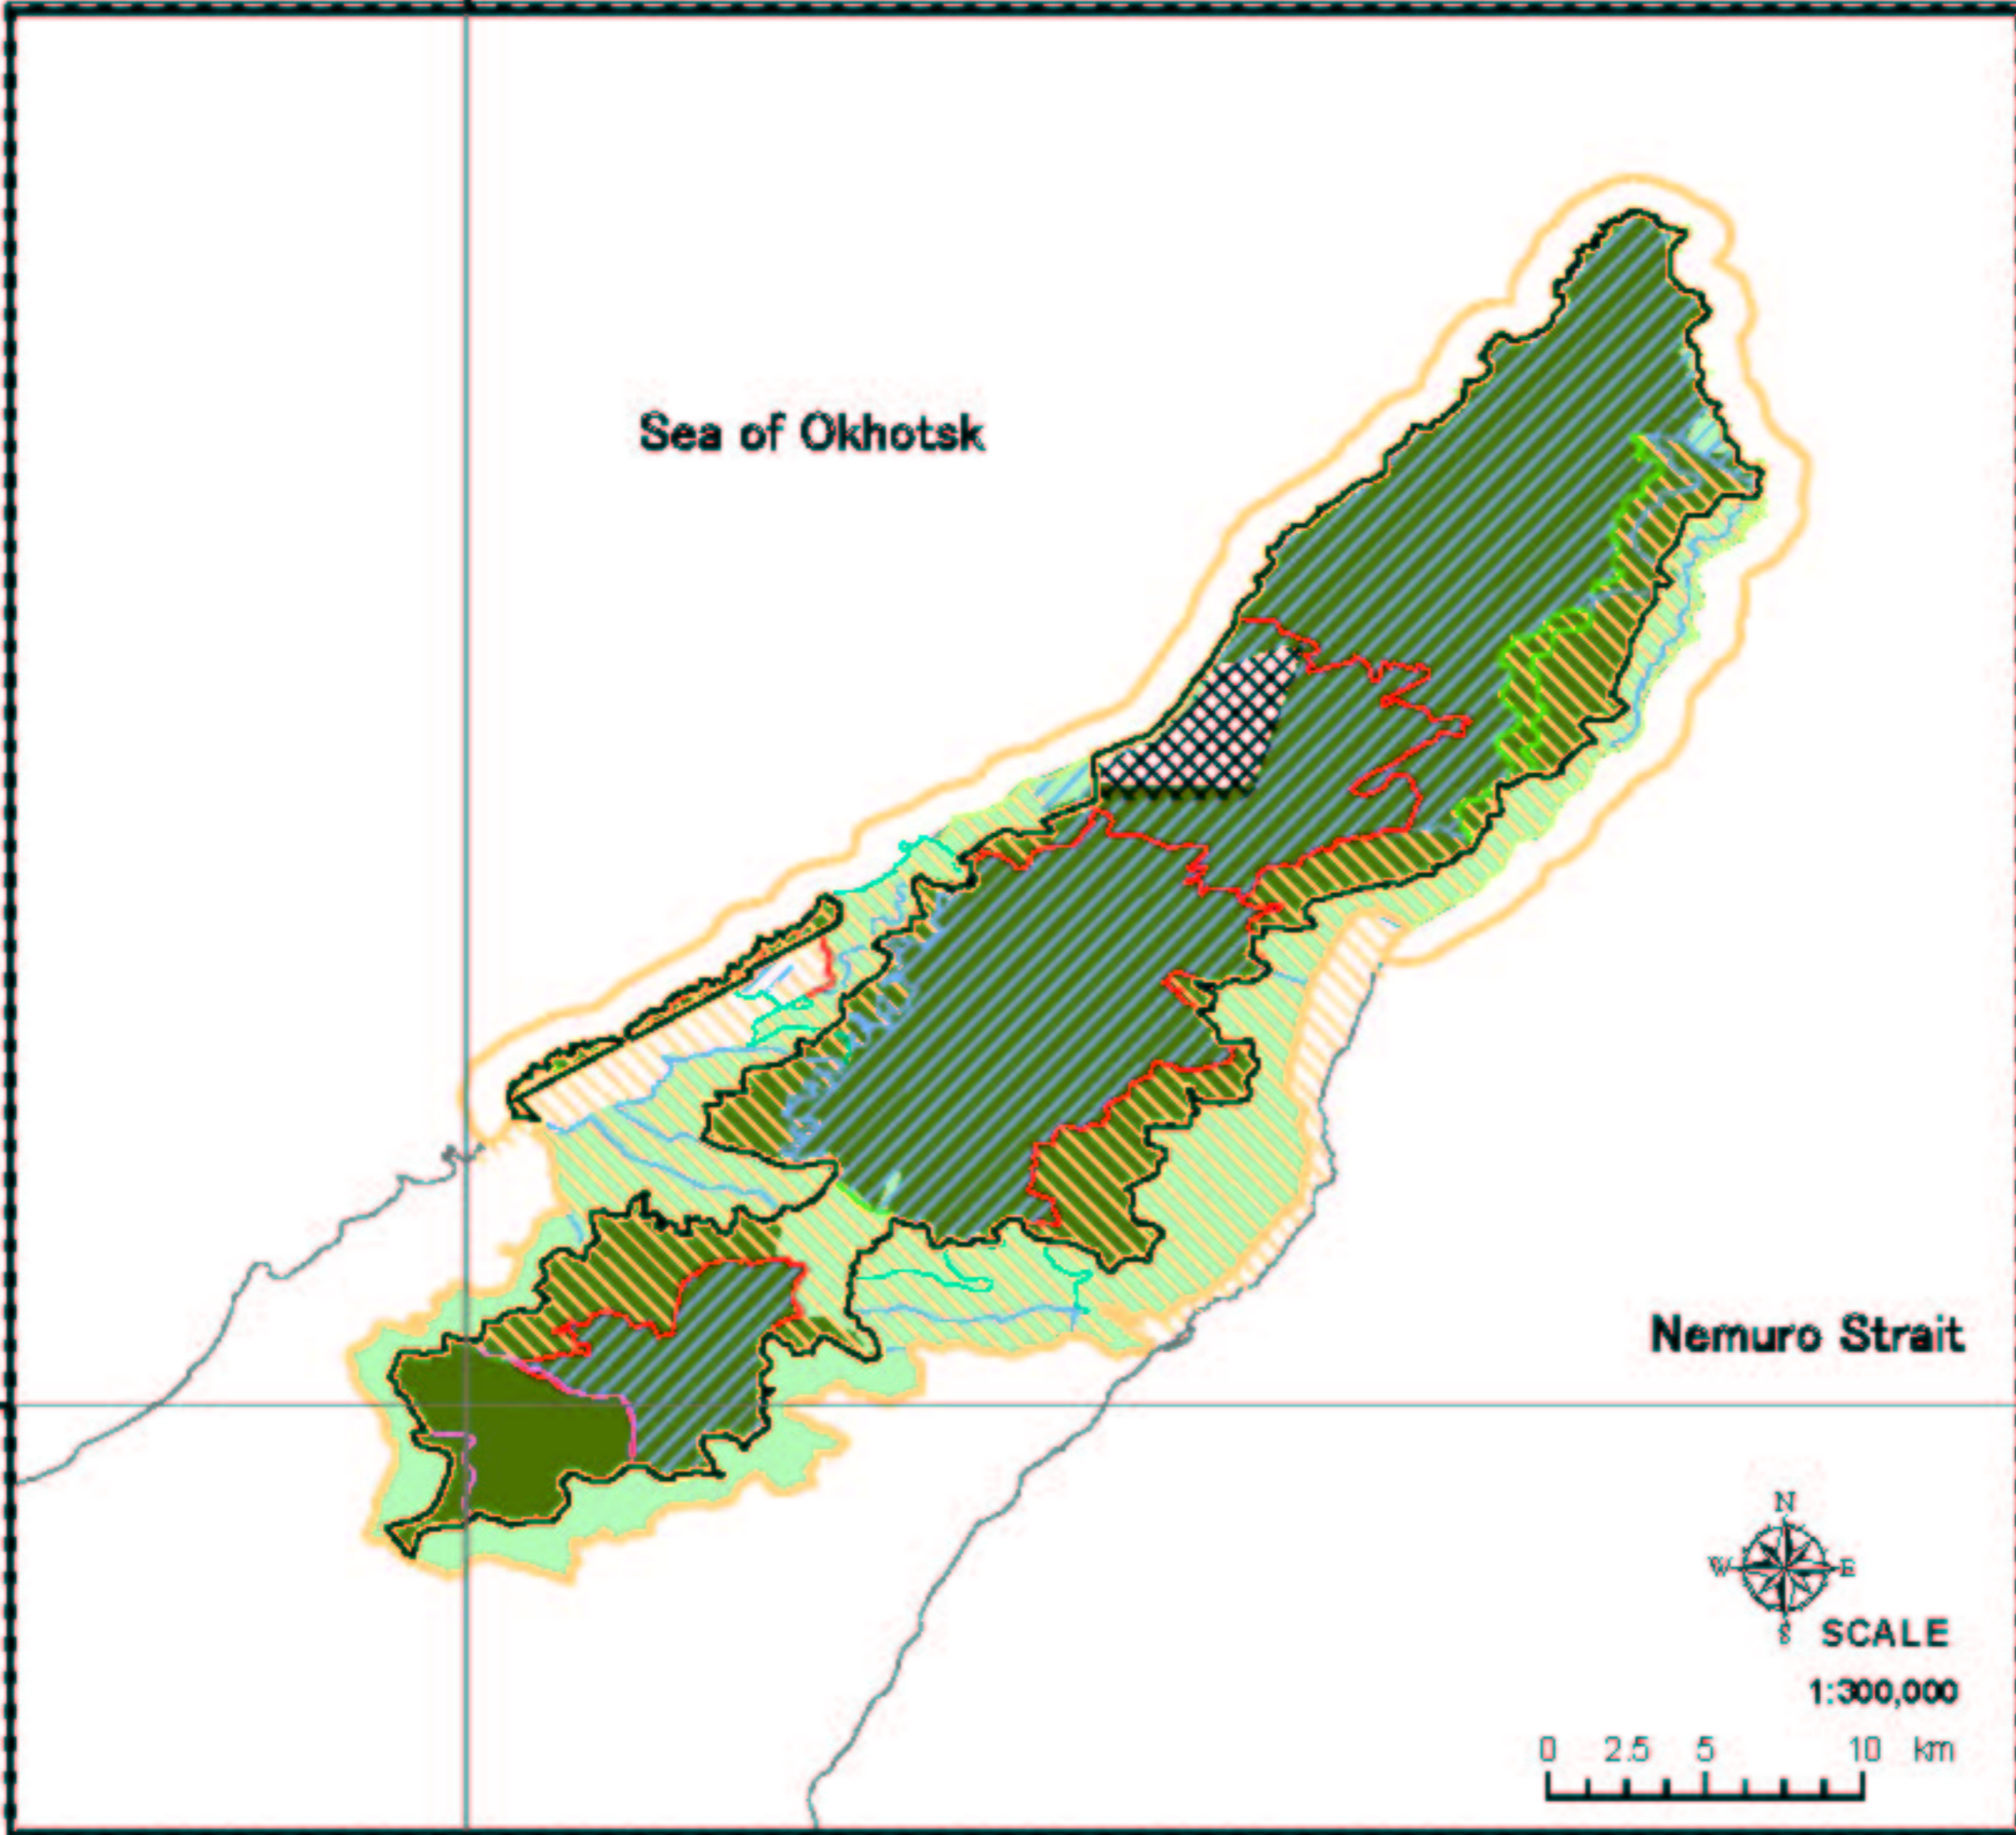 Sea of Okhotsk
Nemuro Strait
N
W E
S
SCALE
1:300,000
0 2.5 5 10 km